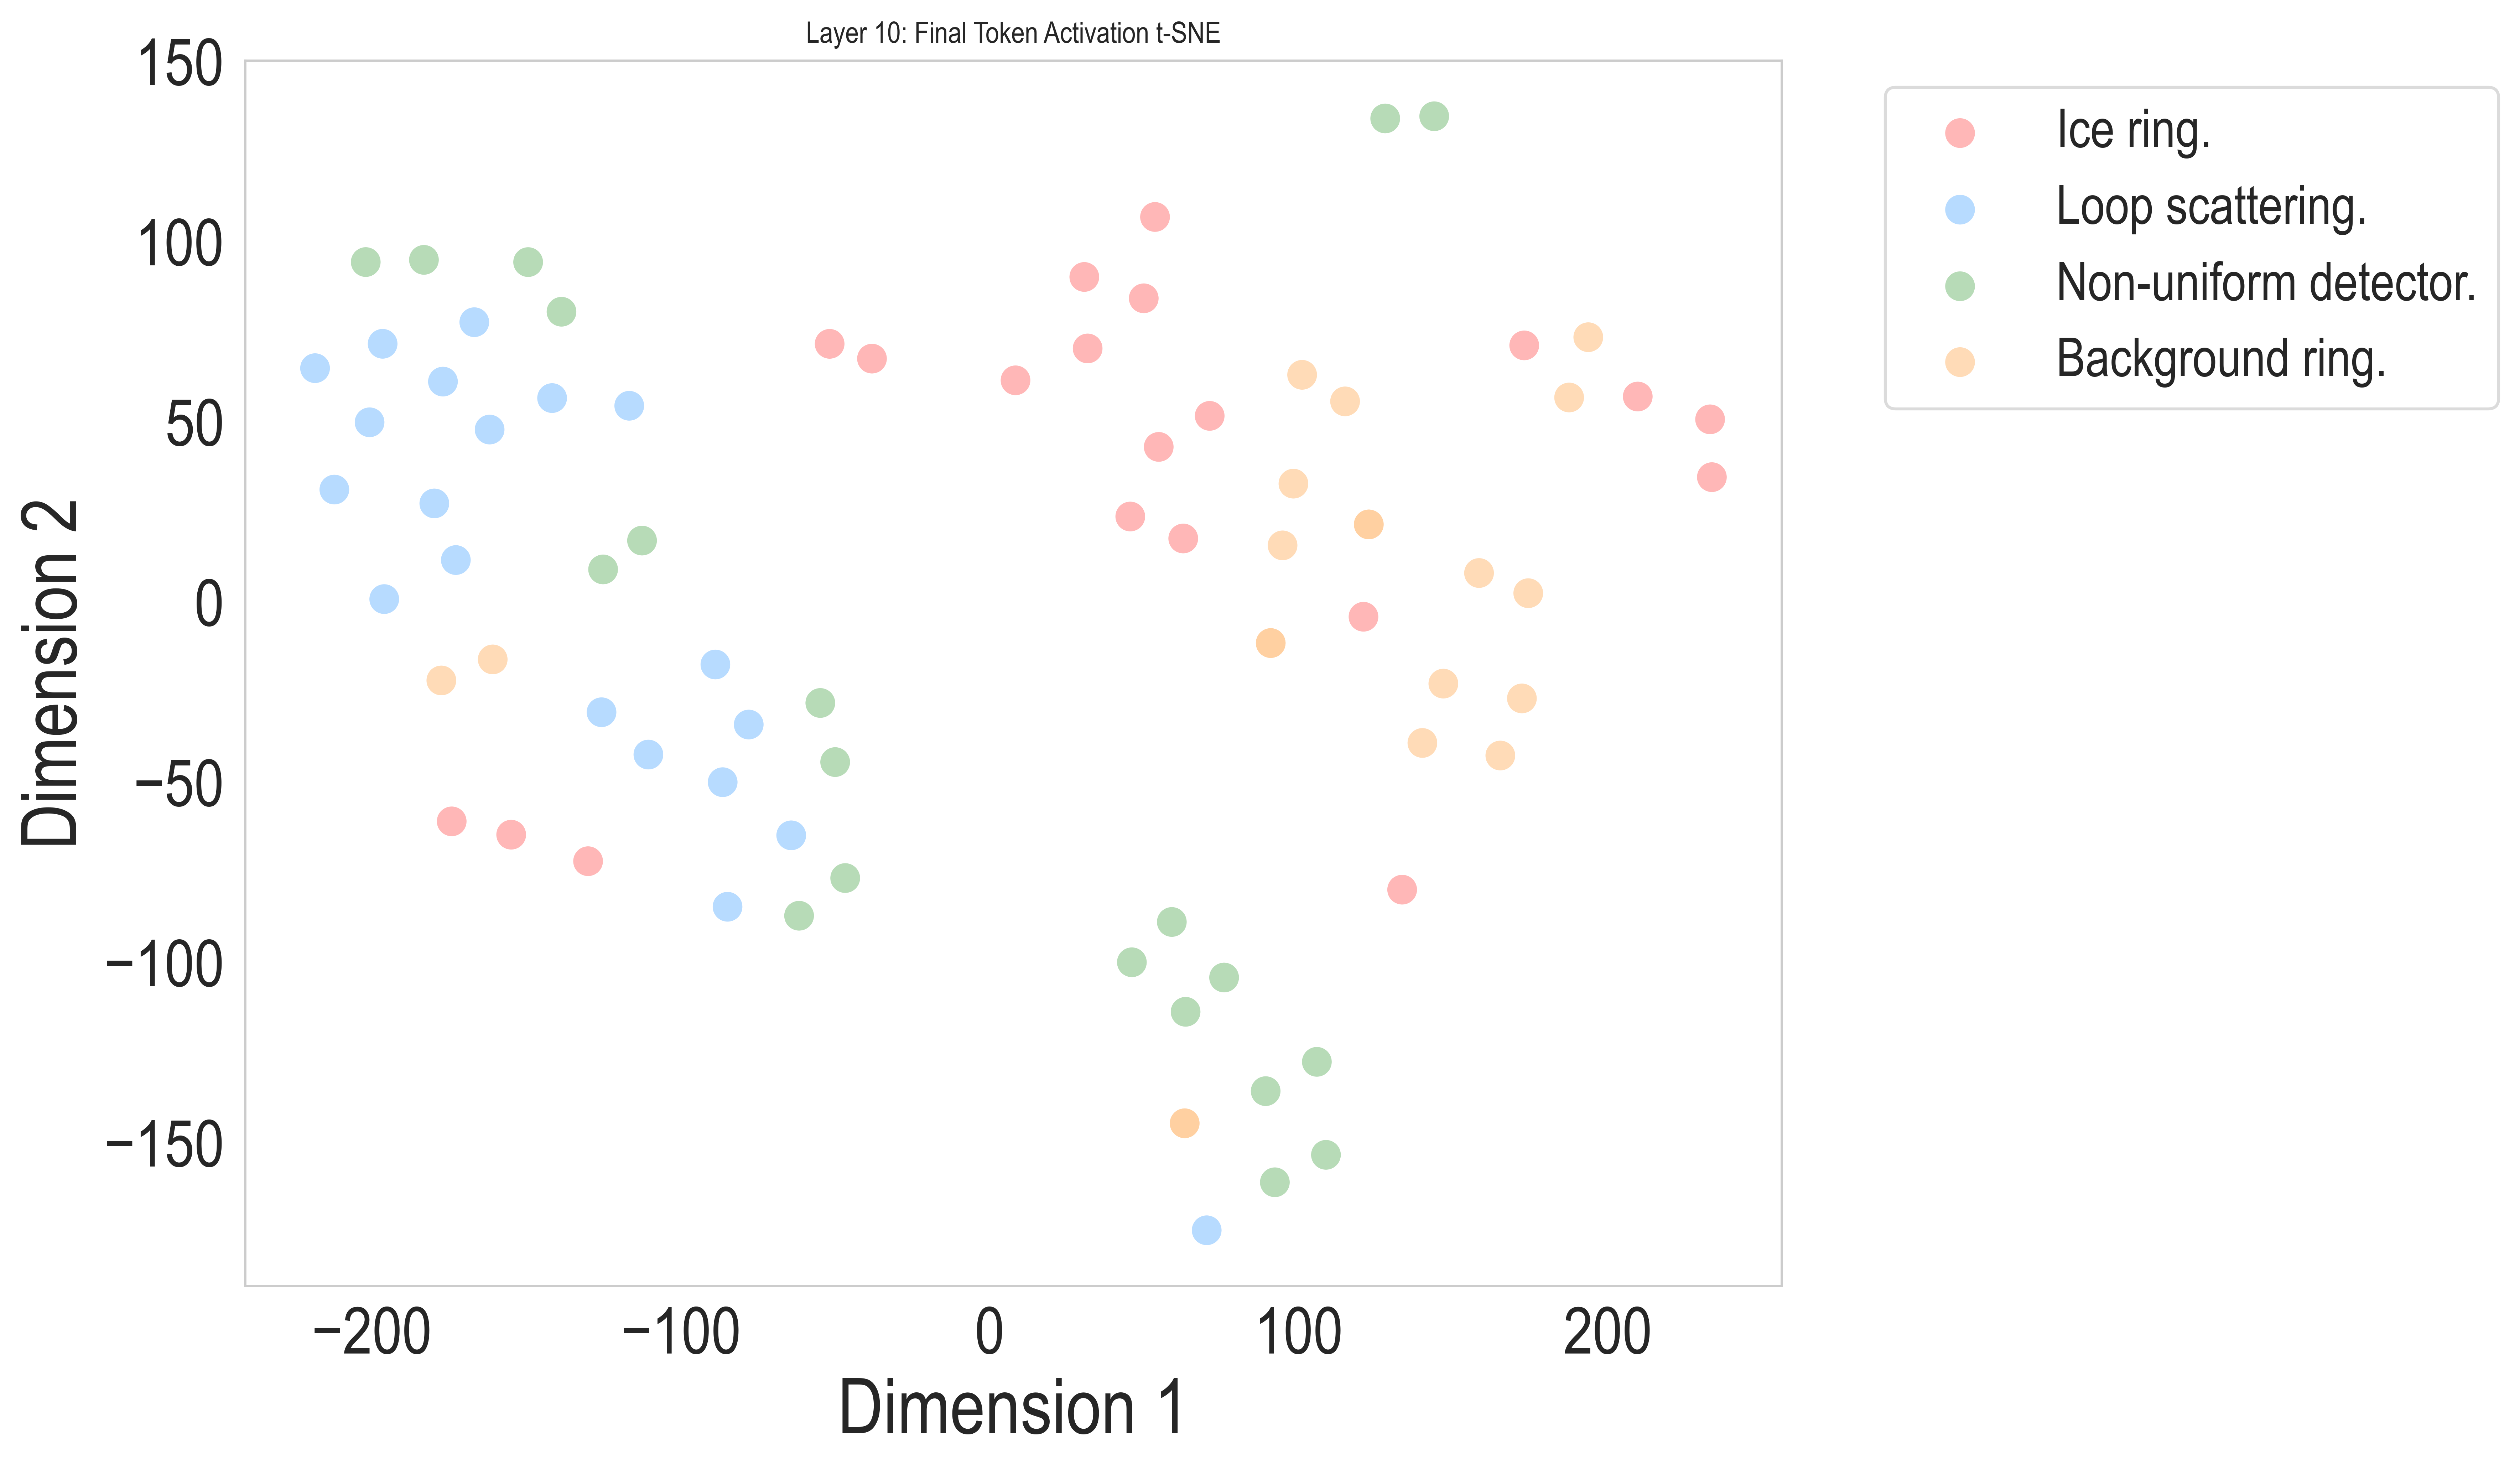 Layer 10: Final Token Activation t-SNE
150
100
50
0
−50
−100
−150
Dimension 2
−200
−100
0
100
200
Dimension 1
Ice ring.
Loop scattering.
Non-uniform detector.
Background ring.